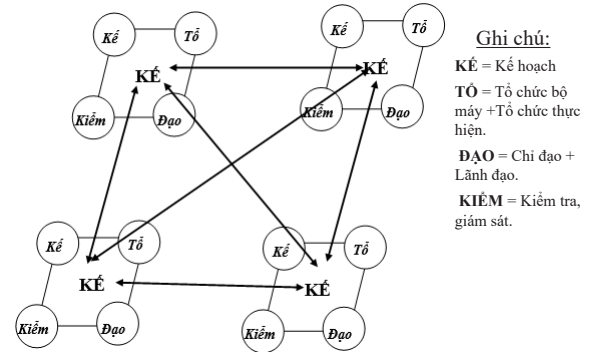 Kế Tổ
KẾ
Kiểm Đạo
Kế Tổ
KẾ
Kiểm Đạo
Kế Tổ
KẾ
Kiểm Đạo
Kế Tổ
KẾ
Kiểm Đạo
Ghi chú:
KẾ = Kế hoạch
TỔ = Tổ chức bộ
máy +Tổ chức thực
hiện.
ĐẠO = Chỉ đạo +
Lãnh đạo.
KIỂM = Kiểm tra,
giám sát.